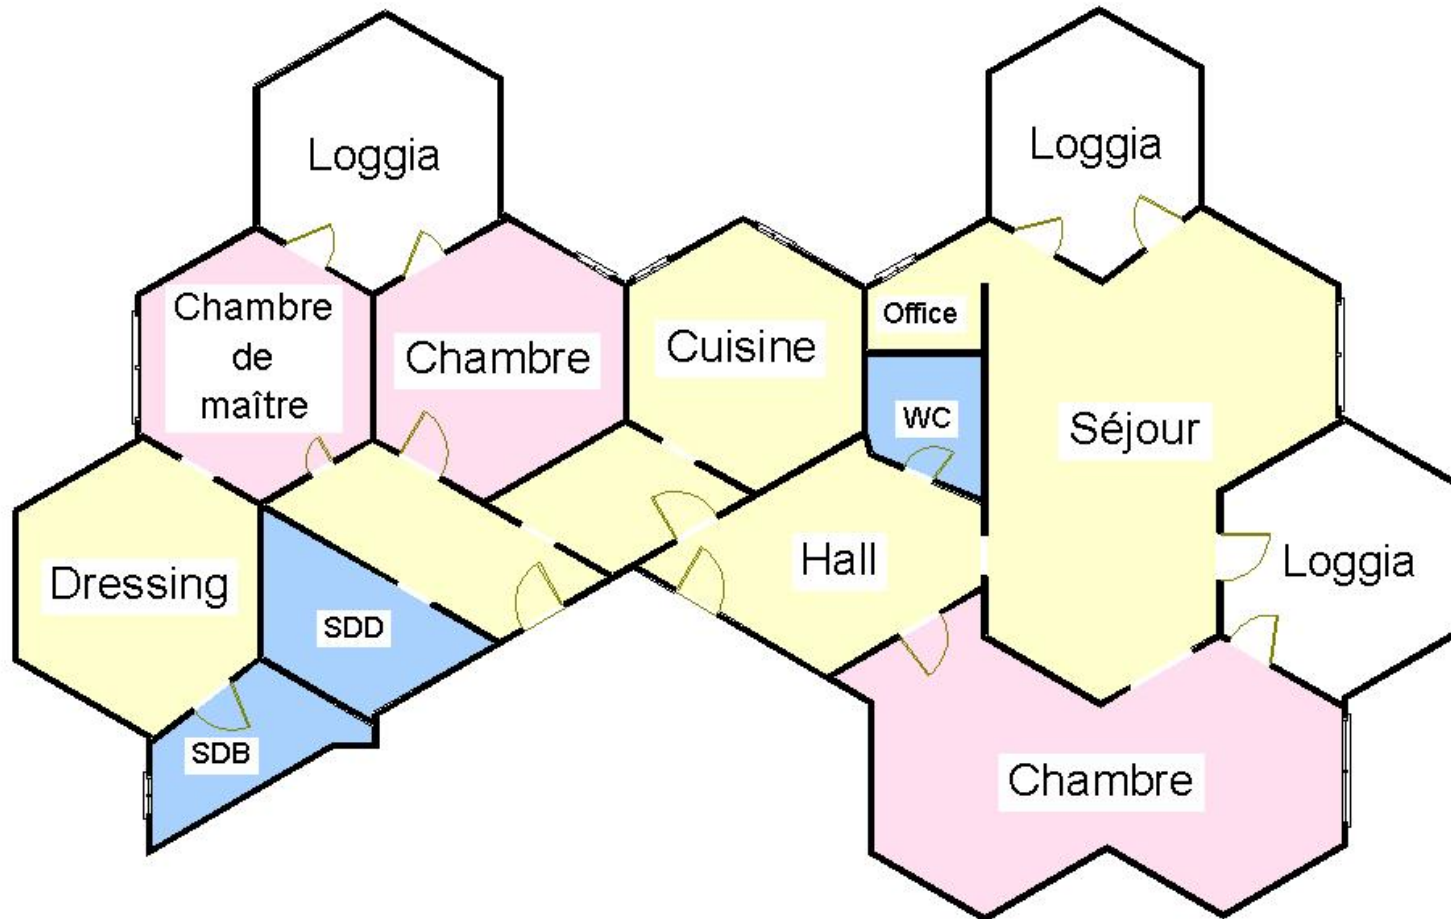 Loggia
Loggia
Chambre
de
maître
Chambre
Cuisine
Office
WC
Séjour
Dressing
SDD
Hall
Loggia
SDB
Chambre